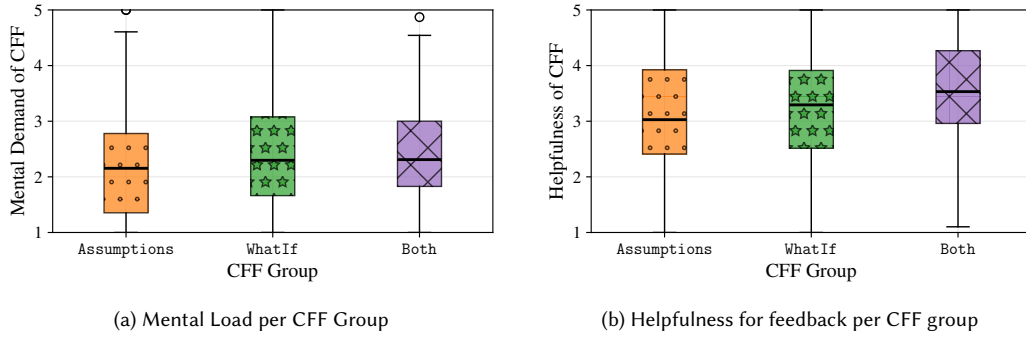 Mental Demand of CFF
5
4
3
2
1
Assumptions WhatIf Both
CFF Group
(a) Mental Load per CFF Group
Helpfulness of CFF
5
4
3
2
1
Assumptions WhatIf Both
CFF Group
(b) Helpfulness for feedback per CFF group